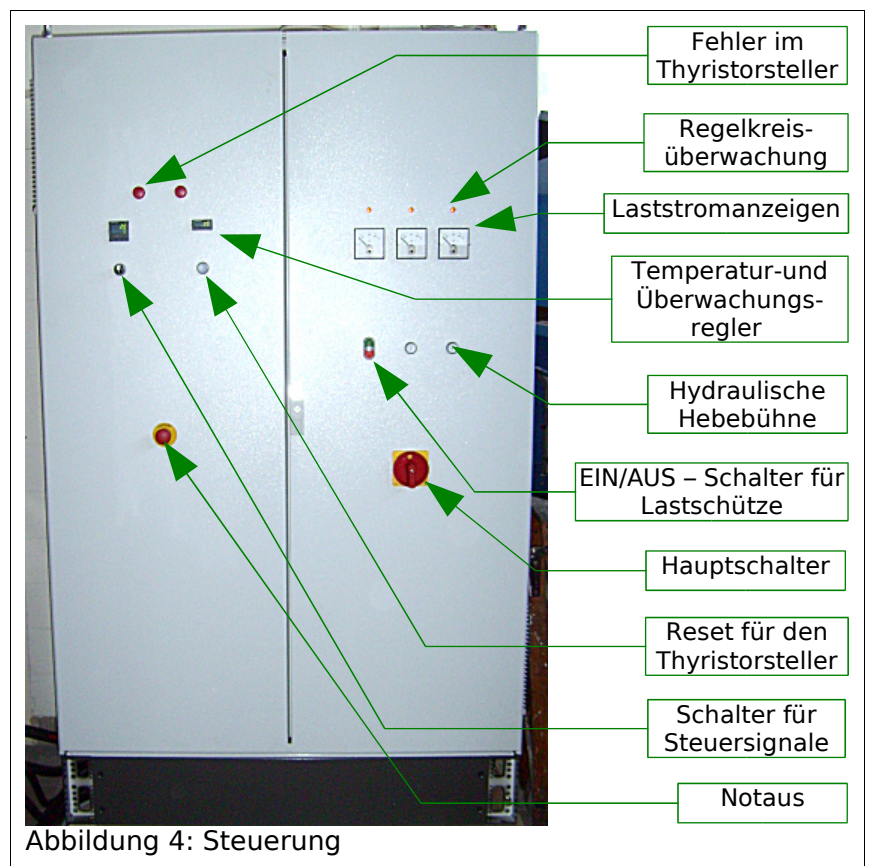 Fehler im
Thyristorsteller
Regelkreis-
überwachung
Laststromanzeigen
Temperatur-und
Überwachungs-
regler
Hydraulische
Hebebühne
EIN/AUS – Schalter für
Lastschütze
Hauptschalter
Reset für den
Thyristorsteller
Schalter für
Steuersignale
Notaus
Abbildung 4: Steuerung